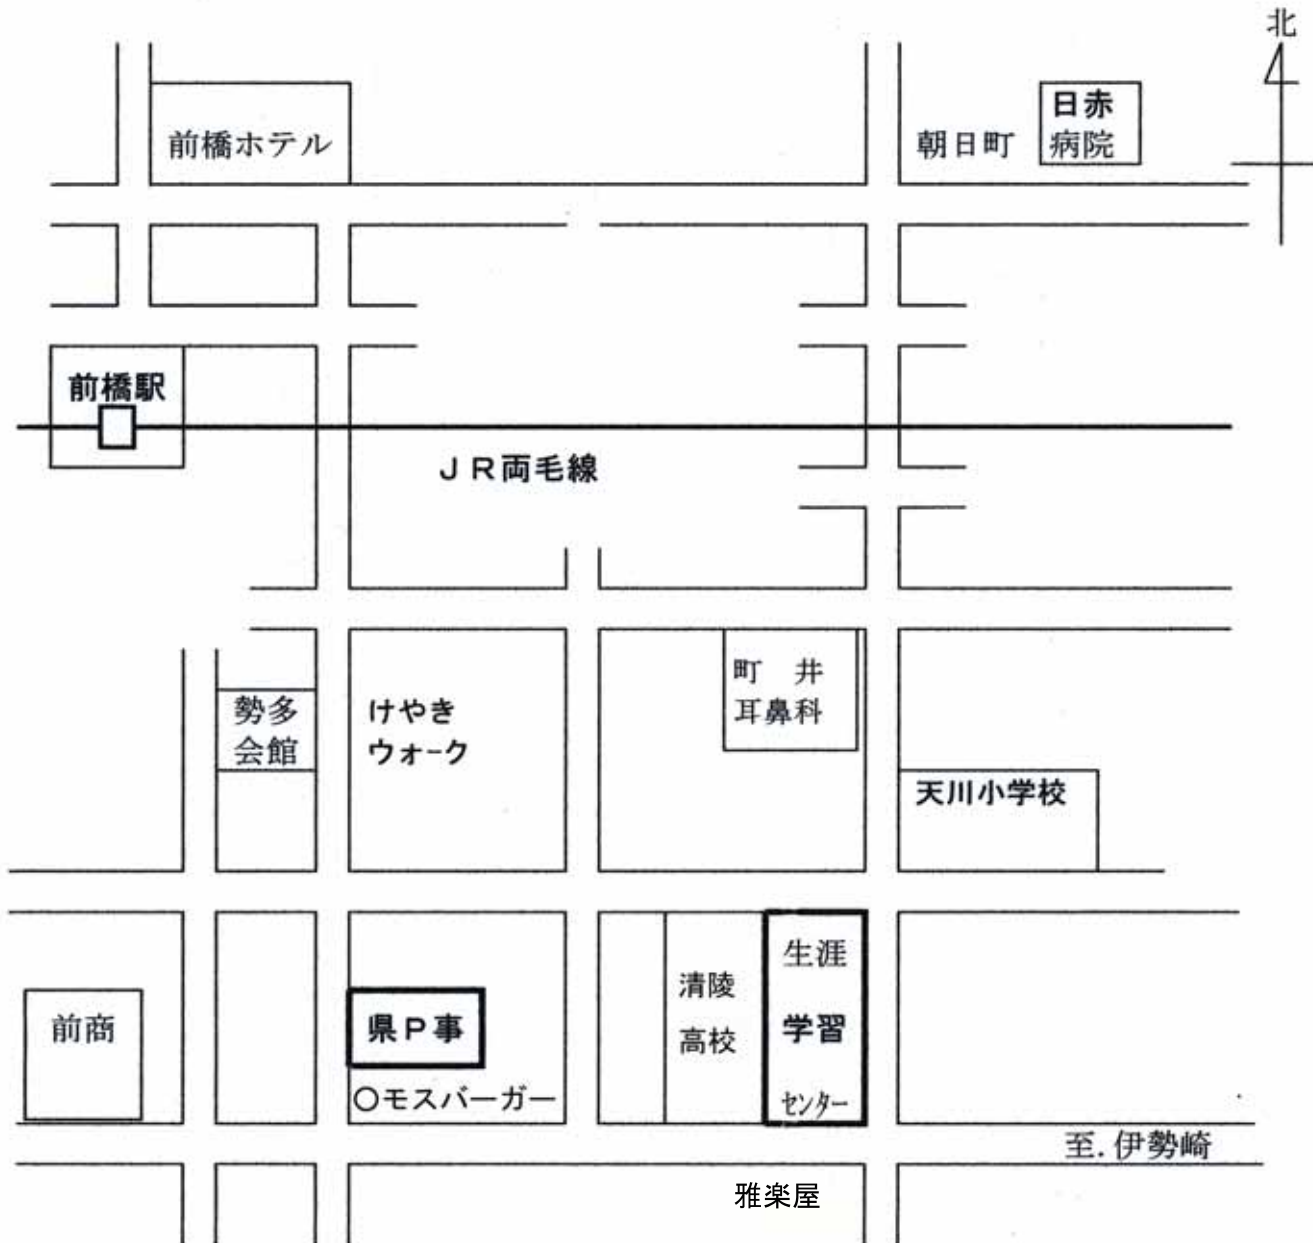 北
日赤
病院
朝日町
前橋ホテル
前橋駅
ＪＲ両毛線
町　井
耳鼻科
勢多
会館
けやき
ウォーク
天川小学校
生涯
学習
センター
清陵
高校
前商
県Ｐ事
○モスバーガー
至．伊勢崎
雅楽屋